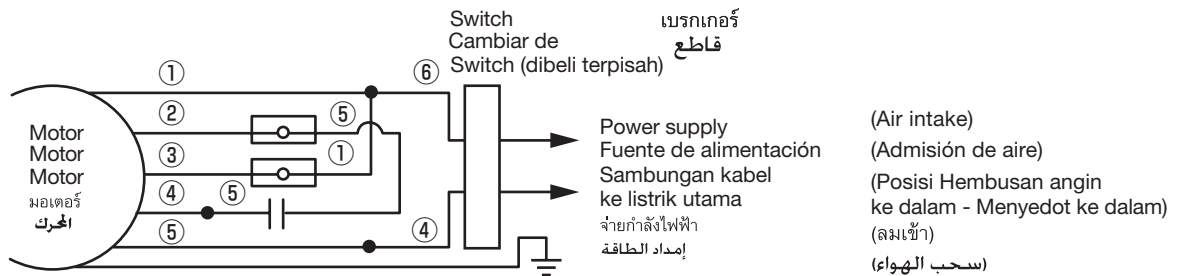 Switch
Cambiar de
Switch (dibeli terpisah)
เบรกเกอร์
قاطع
①
⑥
②
⑤
③
①
④
⑤
⑤
④
Motor
Motor
Motor
มอเตอร์
المحرك
Power supply
Fuente de alimentación
Sambungan kabel
ke listrik utama
จ่ายกำลังไฟฟ้า
إمداد الطاقة
(Air intake)
(Admisión de aire)
(Posisi Hembusan angin
ke dalam - Menyedot ke dalam)
(ลมเข้า)
(سحب الهواء)